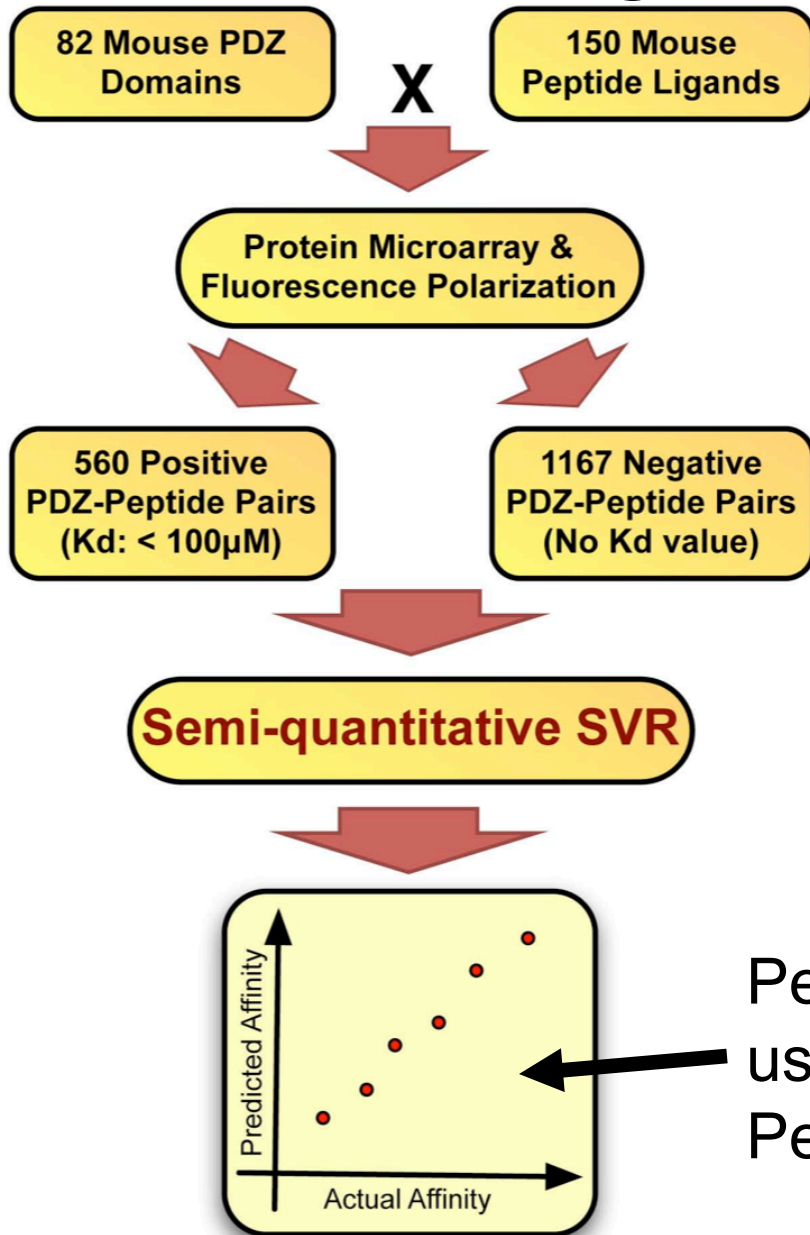 82 Mouse PDZ
Domains
X
150 Mouse
Peptide Ligands
Protein Microarray &
Fluorescence Polarization
560 Positive
PDZ-Peptide Pairs
(Kd: < 100µM)
1167 Negative
PDZ-Peptide Pairs
(No Kd value)
Semi-quantitative SVR
Predicted Affinity
Actual Affinity
Pe
us
Pe